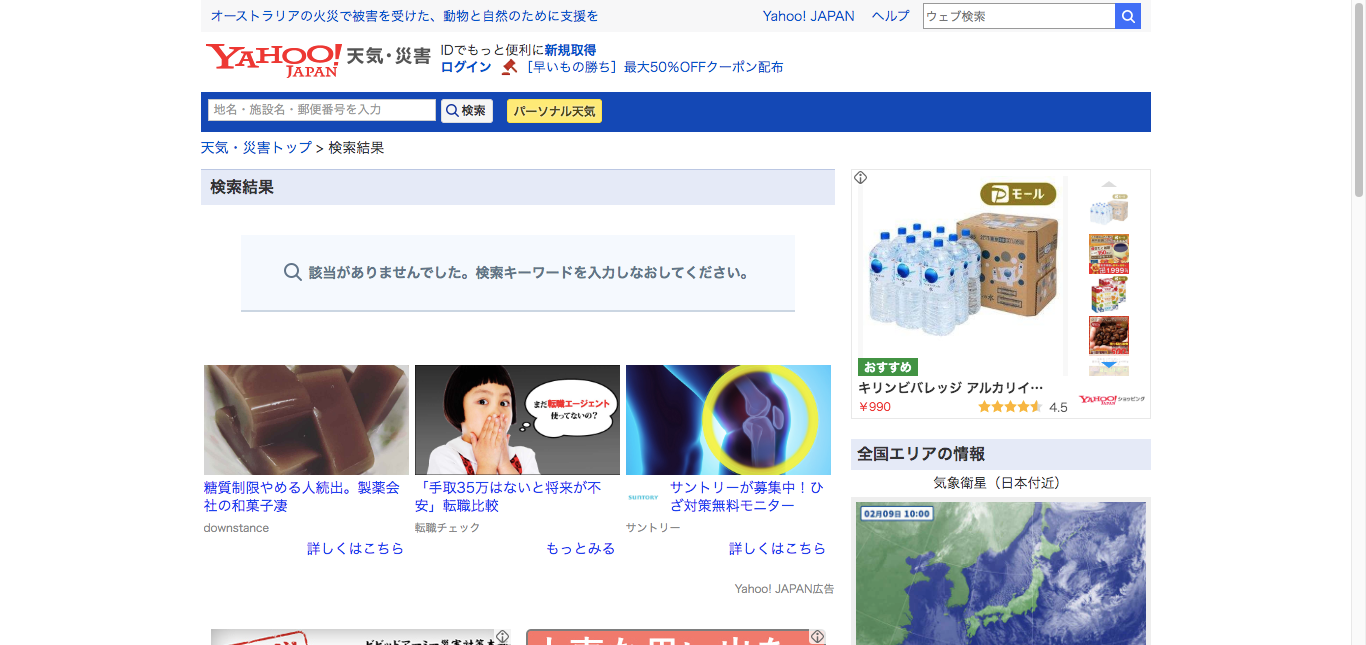 オーストラリアの火災で被害を受けた、動物と自然のために支援を
Yahoo! JAPAN ヘルプ ウェブ検索
YAHOO! JAPAN 天気・災害
IDでもっと便利に新規取得
ログイン [早いもの勝ち] 最大50%OFFクーポン配布
地名・施設名・郵便番号を入力 検索 パーソナル天気
天気・災害トップ > 検索結果
検索結果
該当がありませんでした。検索キーワードを入力しなおしてください。
まだ転職エージェント
使ってないの?
糖質制限やめる人続出。製薬会
社の和菓子凄
downstance
詳しくはこちら
「手取35万はないと将来が不
安」転職比較
転職チェック
もっとみる
SUNTORY
サントリーが募集中！ひ
ざ対策無料モニター
サントリー
詳しくはこちら
Yahoo! JAPAN広告
モール
おすすめ
キリンビバレッジ アルカリイ…
¥990
4.5
YAHOO! JAPAN ショッピング
全国エリアの情報
気象衛星（日本付近）
02月09日 10:00